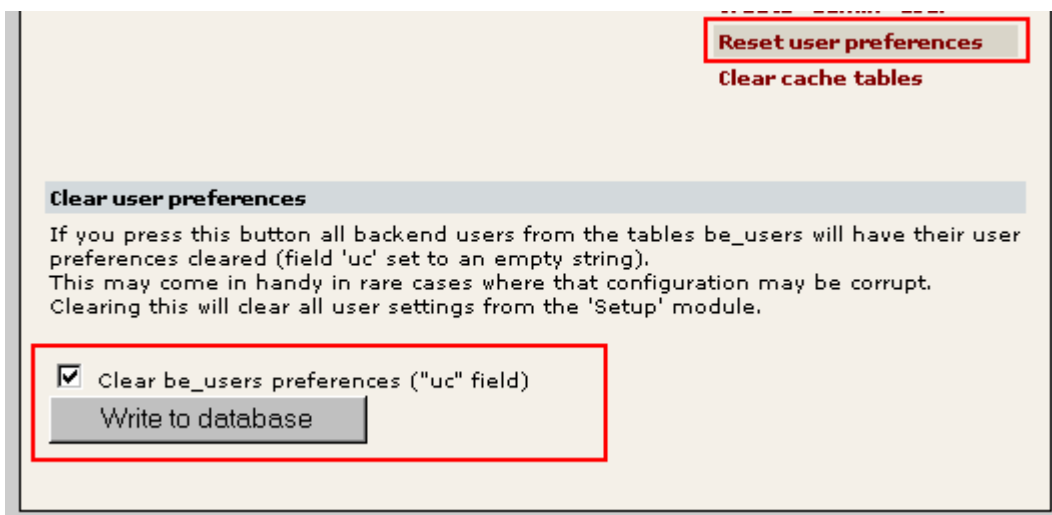 Reset user preferences
Clear cache tables
Clear user preferences
If you press this button all backend users from the tables be_users will have their user
preferences cleared (field 'uc' set to an empty string).
This may come in handy in rare cases where that configuration may be corrupt.
Clearing this will clear all user settings from the 'Setup' module.
Clear be_users preferences ("uc" field)
Write to database